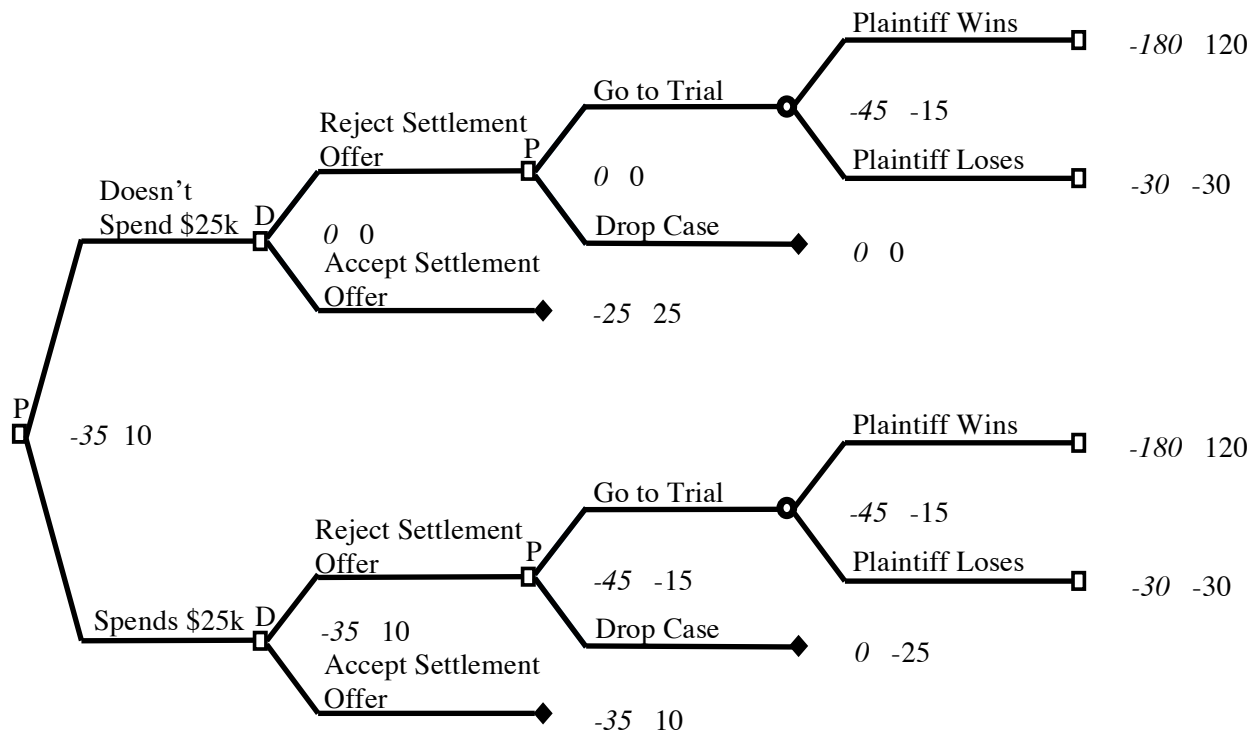 Plaintiff Wins
-180 120
Go to Trial
-45 -15
Reject Settlement
Offer
P
Plaintiff Loses
0 0
-30 -30
Doesn't
Spend $25k
D
Drop Case
0 0
0 0
Accept Settlement
Offer
-25 25
P
-35 10
Plaintiff Wins
-180 120
Go to Trial
-45 -15
Reject Settlement
Offer
P
Plaintiff Loses
-45 -15
-30 -30
Spends $25k
D
-35 10
Drop Case
0 -25
Accept Settlement
Offer
-35 10